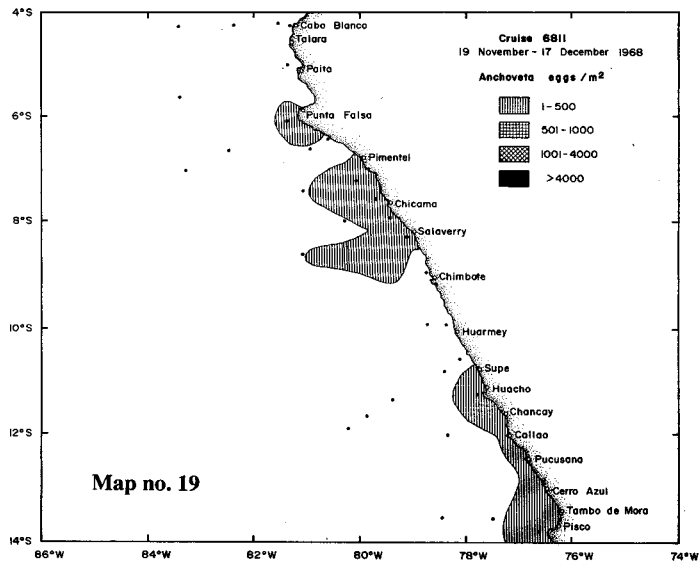 4°S
Cabo Blanco
Talara
Cruise 6811
19 November - 17 December 1968
Paita
Anchoveta eggs/m²
1-500
6°S
Punta Falsa
501-1000
Pimentel
1001-4000
>4000
Chicama
8°S
Salaverry
Chimbote
10°S
Huarmey
Supe
Huacho
Chancay
12°S
Callao
Pucusana
Map no. 19
Cerro Azul
Tambo de Mora
Pisco
14°S
86°W
84°W
82°W
80°W
78°W
76°W
74°W